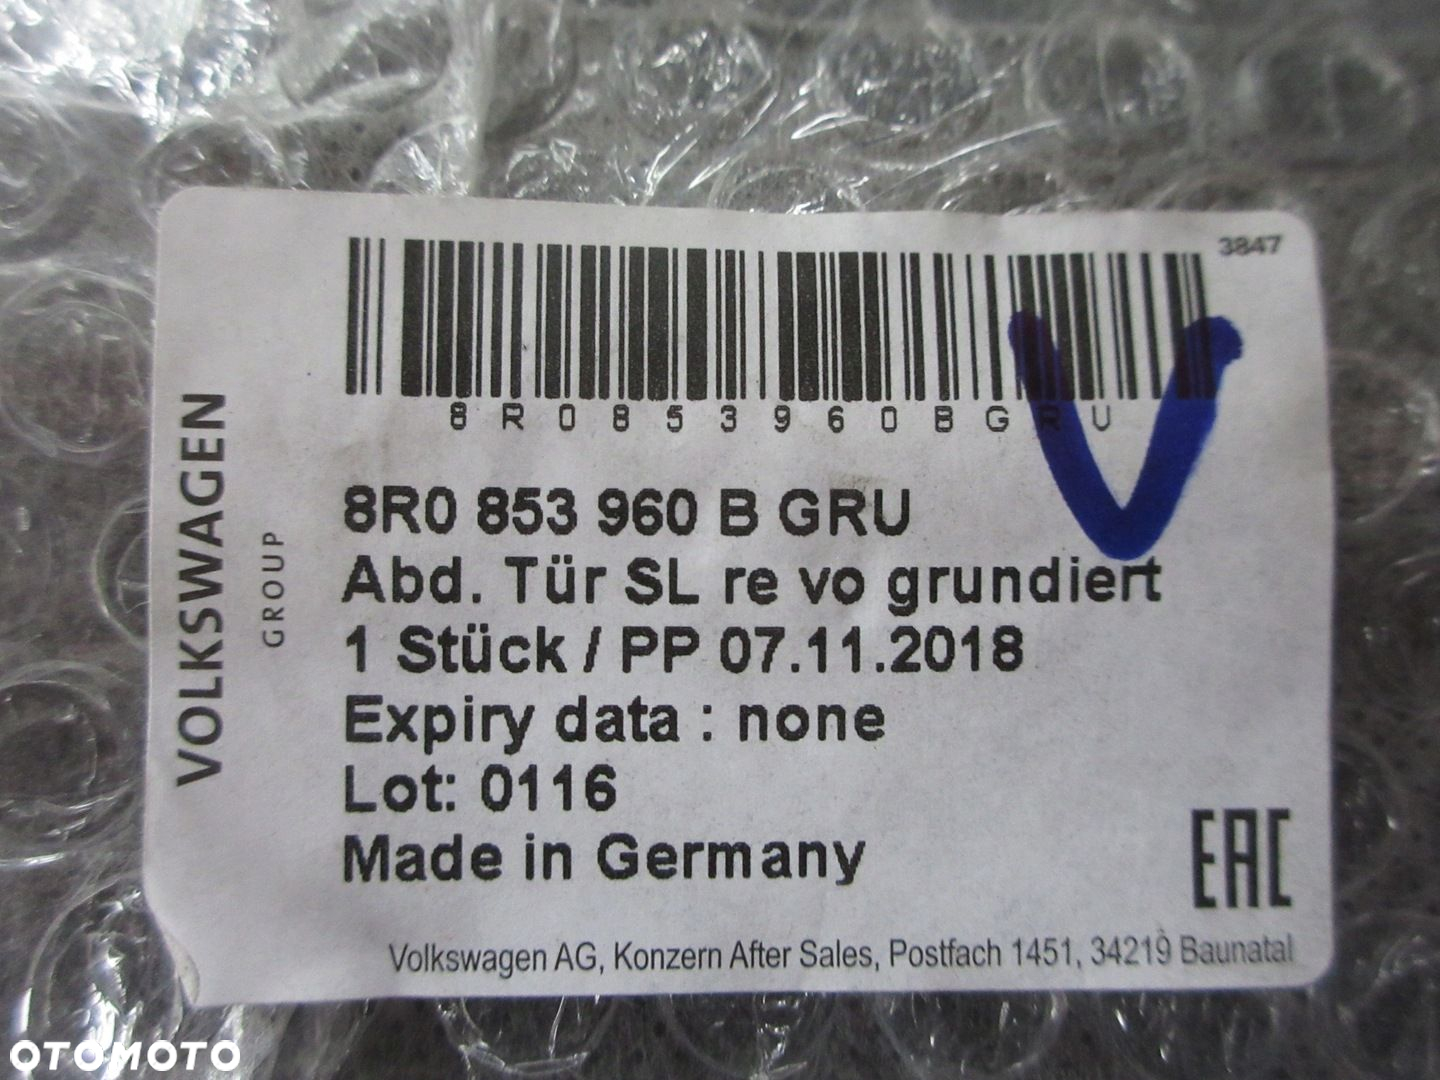 3847
8R0853960BGRU
VOLKSWAGEN
GROUP
8R0 853 960 B GRU
Abd. Tür SL re vo grundiert
1 Stück / PP 07.11.2018
Expiry data : none
Lot: 0116
Made in Germany
EAC
Volkswagen AG, Konzern After Sales, Postfach 1451, 34219 Baunatal
V
OTOMOTO